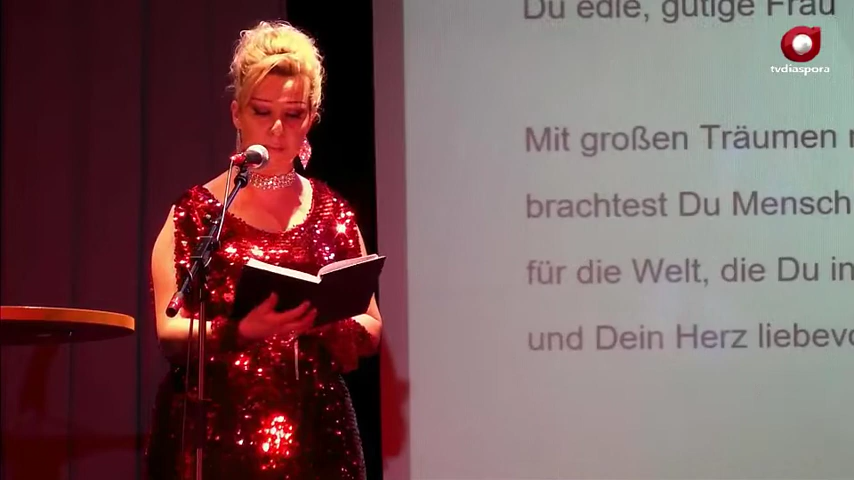 Du edle, gütige Frau
tvdiaspora
Mit großen Träumen
brachtest Du Mensch
für die Welt, die Du in
und Dein Herz liebevo